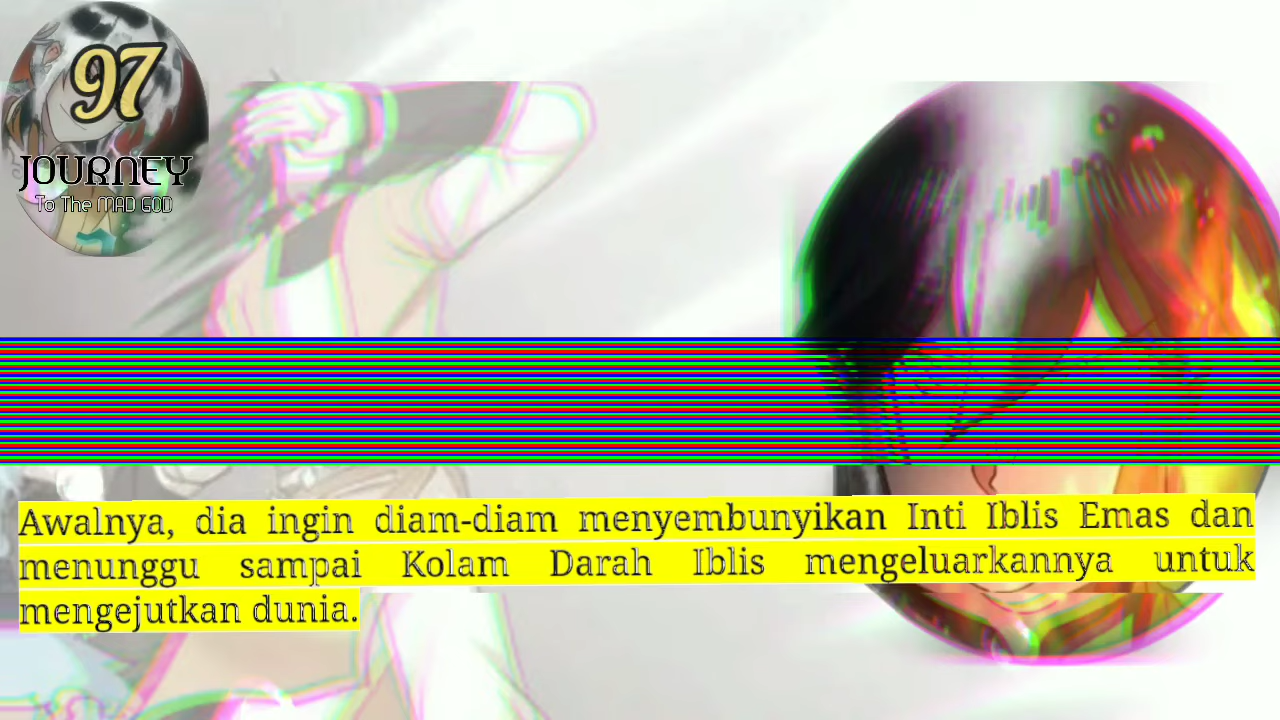 97
JOURNEY
To The MAD GOD
Awalnya, dia ingin diam-diam menyembunyikan Inti Iblis Emas dan
menunggu sampai Kolam Darah Iblis mengeluarkannya untuk
mengejutkan dunia.